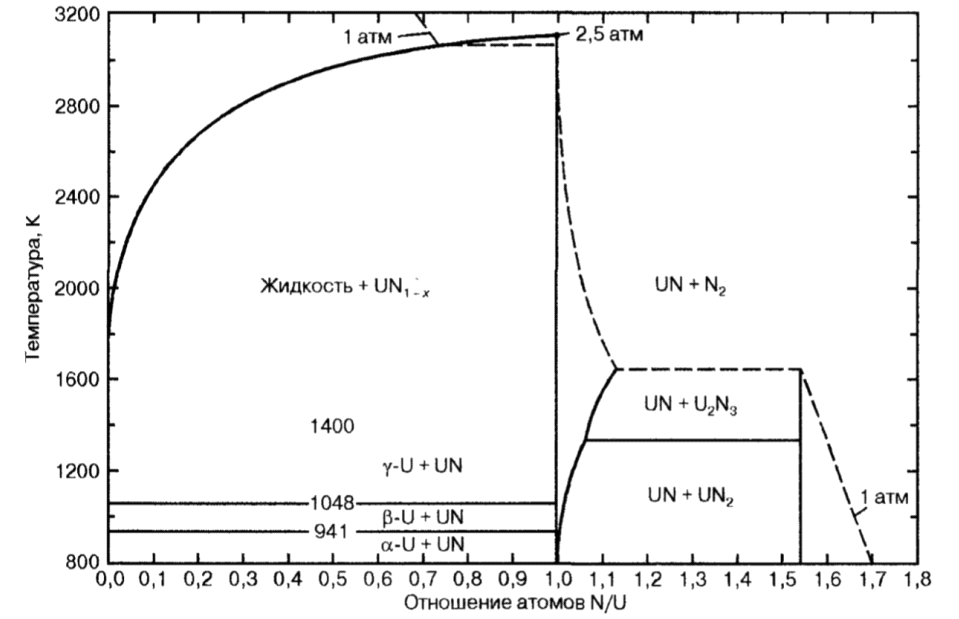 3200
2800
2400
2000
1600
1200
800
Температура, К
1 атм
2,5 атм
Жидкость + UN₁₋ₓ
UN + N₂
1400
UN + U₂N₃
γ-U + UN
1048
UN + UN₂
1 атм
β-U + UN
941
α-U + UN
0,0 0,1 0,2 0,3 0,4 0,5 0,6 0,7 0,8 0,9 1,0 1,1 1,2 1,3 1,4 1,5 1,6 1,7 1,8
Отношение атомов N/U